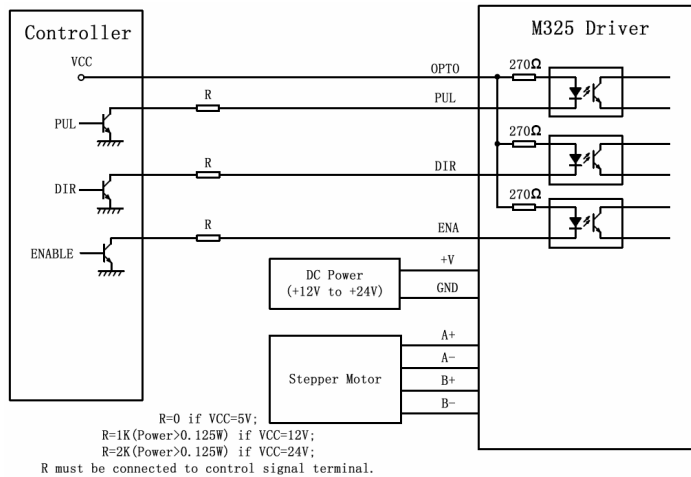 Controller
M325 Driver
VCC
OPTO
270Ω
R
PUL
PUL
270Ω
R
DIR
DIR
270Ω
R
ENA
ENABLE
DC Power
(+12V to +24V)
+V
GND
Stepper Motor
A+
A-
B+
B-
R=0 if VCC=5V;
R=1K(Power>0.125W) if VCC=12V;
R=2K(Power>0.125W) if VCC=24V;
R must be connected to control signal terminal.